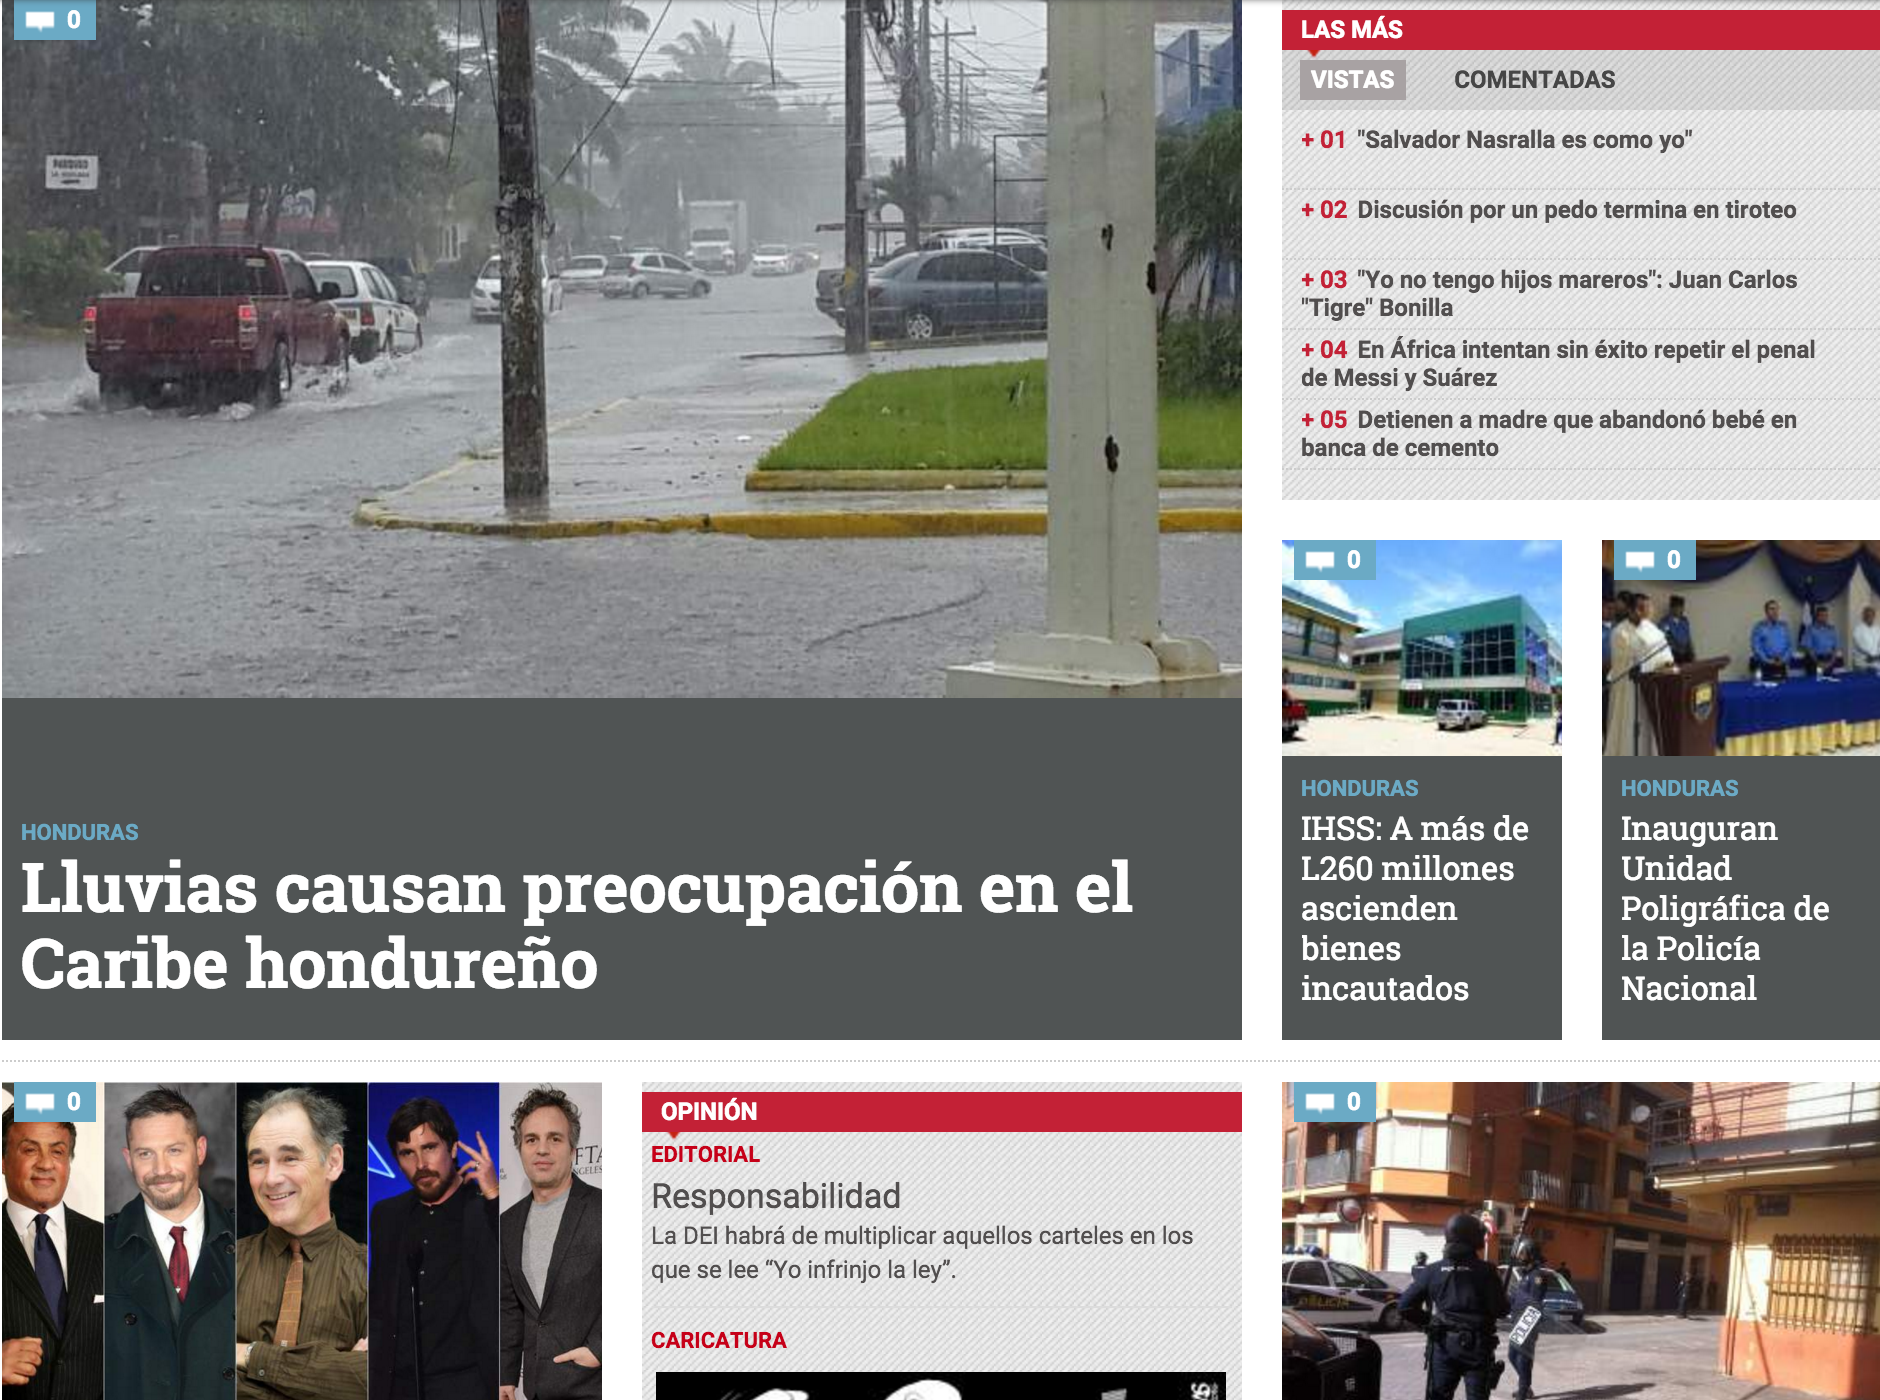 0
PARQUEO
HONDURAS
Lluvias causan preocupación en el
Caribe hondureño
LAS MÁS
VISTAS COMENTADAS
+ 01 "Salvador Nasralla es como yo"
+ 02 Discusión por un pedo termina en tiroteo
+ 03 "Yo no tengo hijos mareros": Juan Carlos
"Tigre" Bonilla
+ 04 En África intentan sin éxito repetir el penal
de Messi y Suárez
+ 05 Detienen a madre que abandonó bebé en
banca de cemento
0
HONDURAS
IHSS: A más de
L260 millones
ascienden
bienes
incautados
0
HONDURAS
Inauguran
Unidad
Poligráfica de
la Policía
Nacional
0
OPINIÓN
EDITORIAL
Responsabilidad
La DEI habrá de multiplicar aquellos carteles en los
que se lee “Yo infrinjo la ley”.
CARICATURA
0
POLICIA
POLICIA